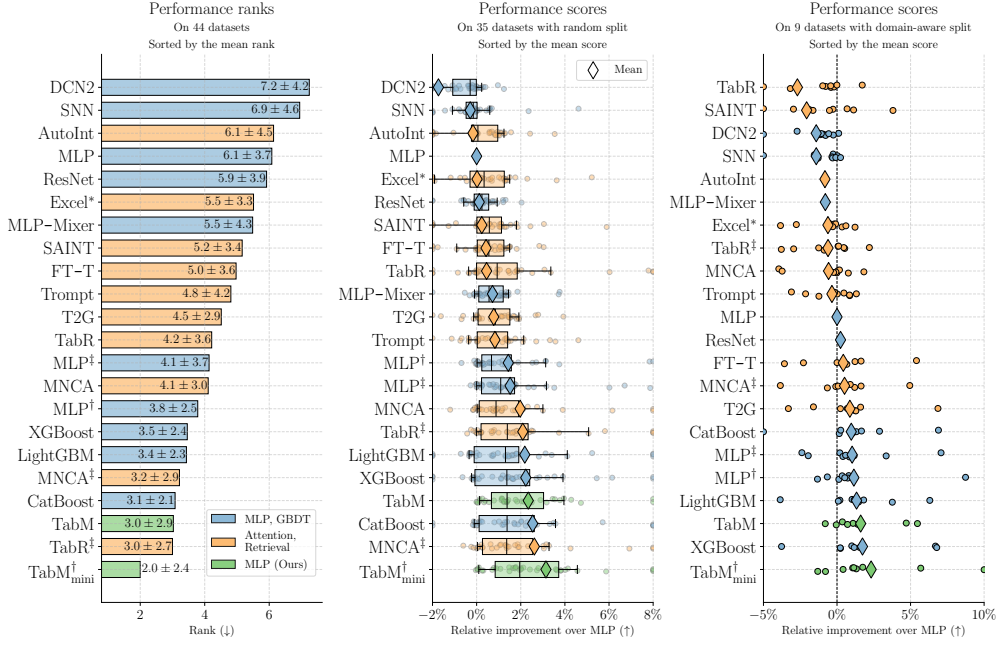 Performance ranks
On 44 datasets
Sorted by the mean rank
DCN2
7.2 ± 4.2
SNN
6.9 ± 4.6
AutoInt
6.1 ± 4.5
MLP
6.1 ± 3.7
ResNet
5.9 ± 3.9
Excel*
5.5 ± 3.3
MLP−Mixer
5.5 ± 4.3
SAINT
5.2 ± 3.4
FT−T
5.0 ± 3.6
Trompt
4.8 ± 4.2
T2G
4.5 ± 2.9
TabR
4.2 ± 3.6
MLP‡
4.1 ± 3.7
MNCA
4.1 ± 3.0
MLP†
3.8 ± 2.5
XGBoost
3.5 ± 2.4
LightGBM
3.4 ± 2.3
MNCA‡
3.2 ± 2.9
CatBoost
3.1 ± 2.1
TabM
3.0 ± 2.9
TabR‡
3.0 ± 2.7
TabM†mini
2.0 ± 2.4
MLP, GBDT
Attention,
Retrieval
MLP (Ours)
2 4 6
Rank (↓)
Performance scores
On 35 datasets with random split
Sorted by the mean score
Mean
DCN2
SNN
AutoInt
MLP
Excel*
ResNet
SAINT
FT−T
TabR
MLP−Mixer
T2G
Trompt
MLP†
MLP‡
MNCA
TabR‡
LightGBM
XGBoost
TabM
CatBoost
MNCA‡
TabM†mini
−2% 0% 2% 4% 6% 8%
Relative improvement over MLP (↑)
Performance scores
On 9 datasets with domain-aware split
Sorted by the mean score
TabR
SAINT
DCN2
SNN
AutoInt
MLP−Mixer
Excel*
TabR‡
MNCA
Trompt
MLP
ResNet
FT−T
MNCA‡
T2G
CatBoost
MLP‡
MLP†
LightGBM
TabM
XGBoost
TabM†mini
−5% 0% 5% 10%
Relative improvement over MLP (↑)